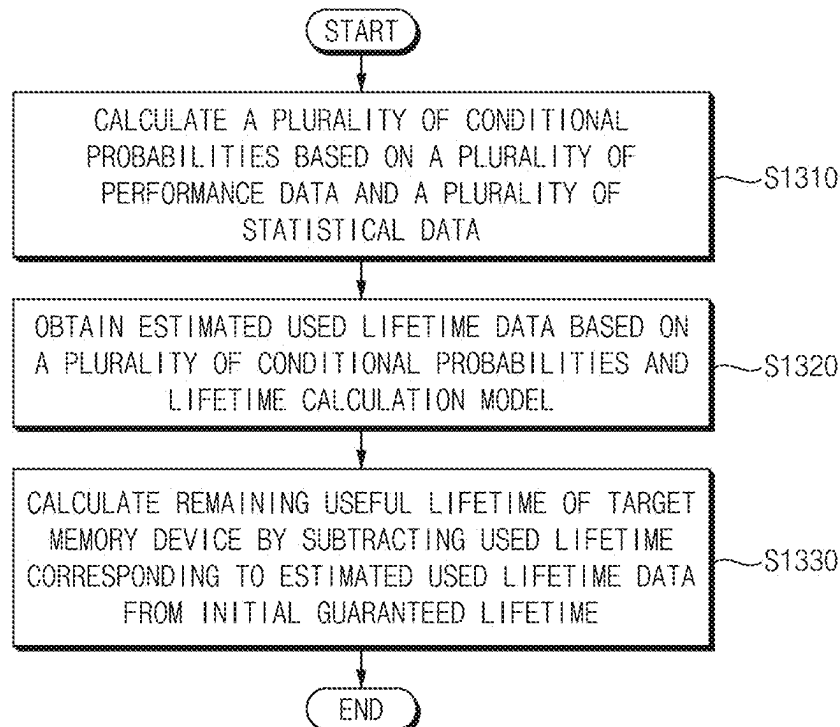 START
CALCULATE A PLURALITY OF CONDITIONAL
PROBABILITIES BASED ON A PLURALITY OF
PERFORMANCE DATA AND A PLURALITY OF
STATISTICAL DATA
S1310
OBTAIN ESTIMATED USED LIFETIME DATA BASED ON
A PLURALITY OF CONDITIONAL PROBABILITIES AND
LIFETIME CALCULATION MODEL
S1320
CALCULATE REMAINING USEFUL LIFETIME OF TARGET
MEMORY DEVICE BY SUBTRACTING USED LIFETIME
CORRESPONDING TO ESTIMATED USED LIFETIME DATA
FROM INITIAL GUARANTEED LIFETIME
S1330
END